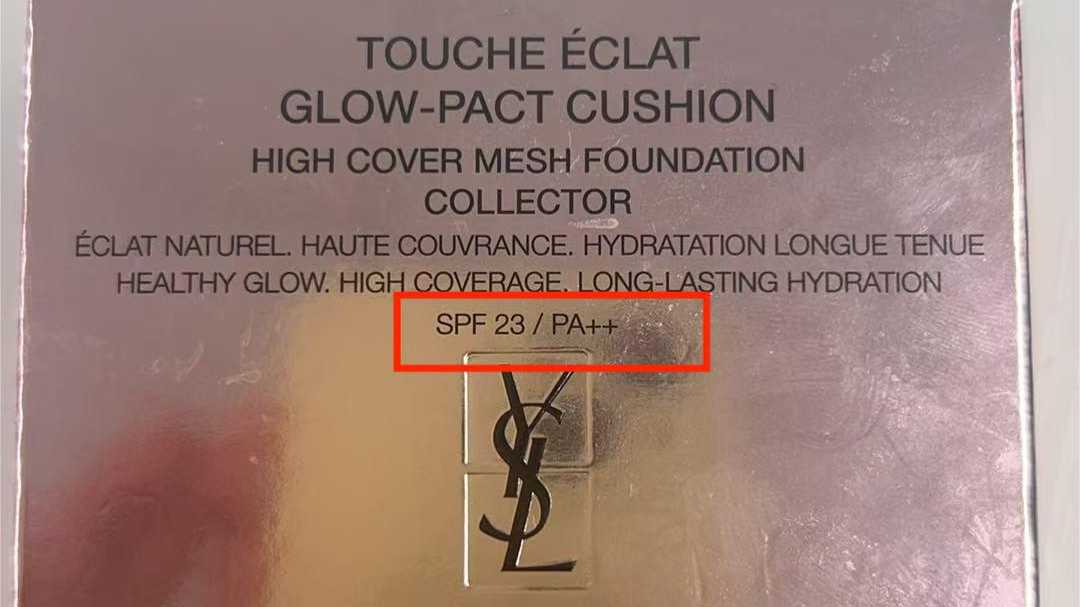 TOUCHE ÉCLAT
GLOW-PACT CUSHION
HIGH COVER MESH FOUNDATION
COLLECTOR
ÉCLAT NATUREL. HAUTE COUVRANCE. HYDRATATION LONGUE TENUE
HEALTHY GLOW. HIGH COVERAGE. LONG-LASTING HYDRATION
SPF 23 / PA++
YSL